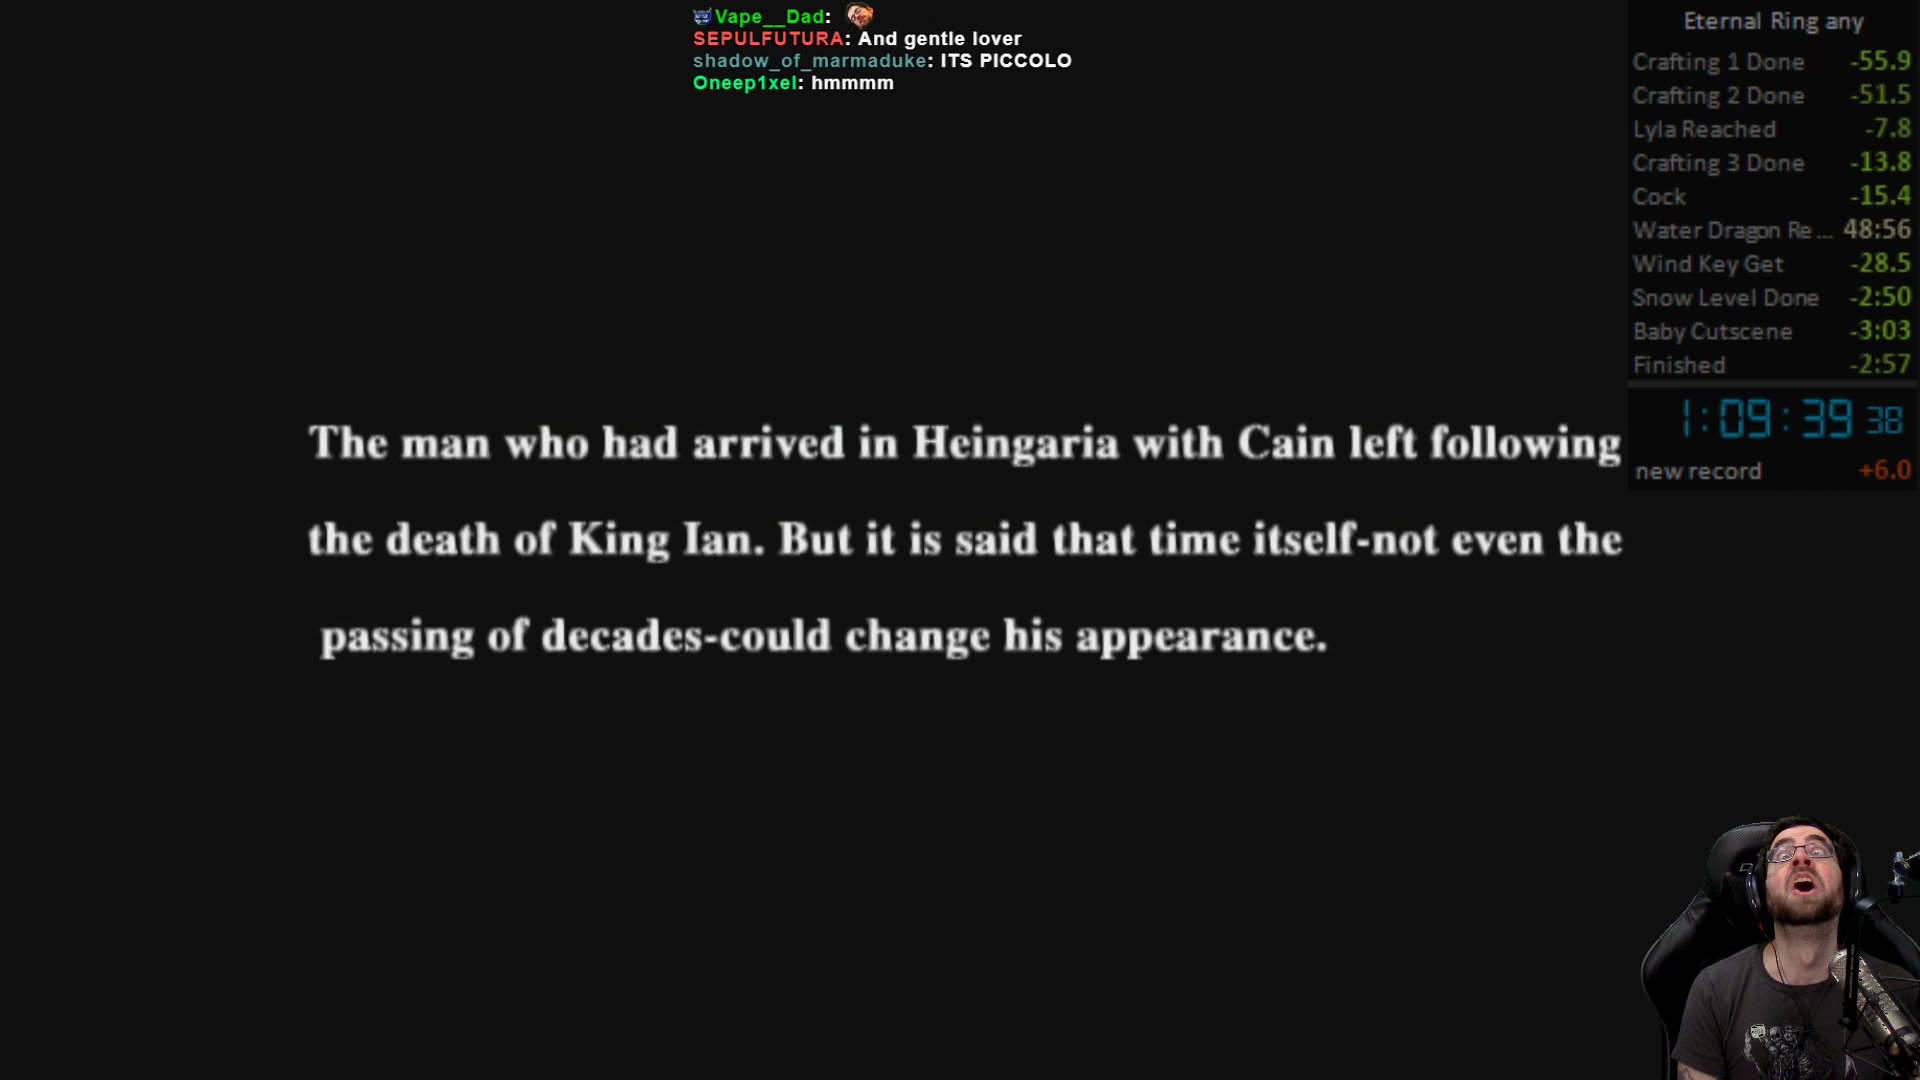 Vape__Dad:
SEPULFUTURA: And gentle lover
shadow_of_marmaduke: ITS PICCOLO
Oneep1xel: hmmmm
Eternal Ring any
Crafting 1 Done -55.9
Crafting 2 Done -51.5
Lyla Reached -7.8
Crafting 3 Done -13.8
Cock -15.4
Water Dragon Re... 48:56
Wind Key Get -28.5
Snow Level Done -2:50
Baby Cutscene -3:03
Finished -2:57
1:09:39 38
new record +6.0
The man who had arrived in Heingaria with Cain left following
the death of King Ian. But it is said that time itself-not even the
passing of decades-could change his appearance.